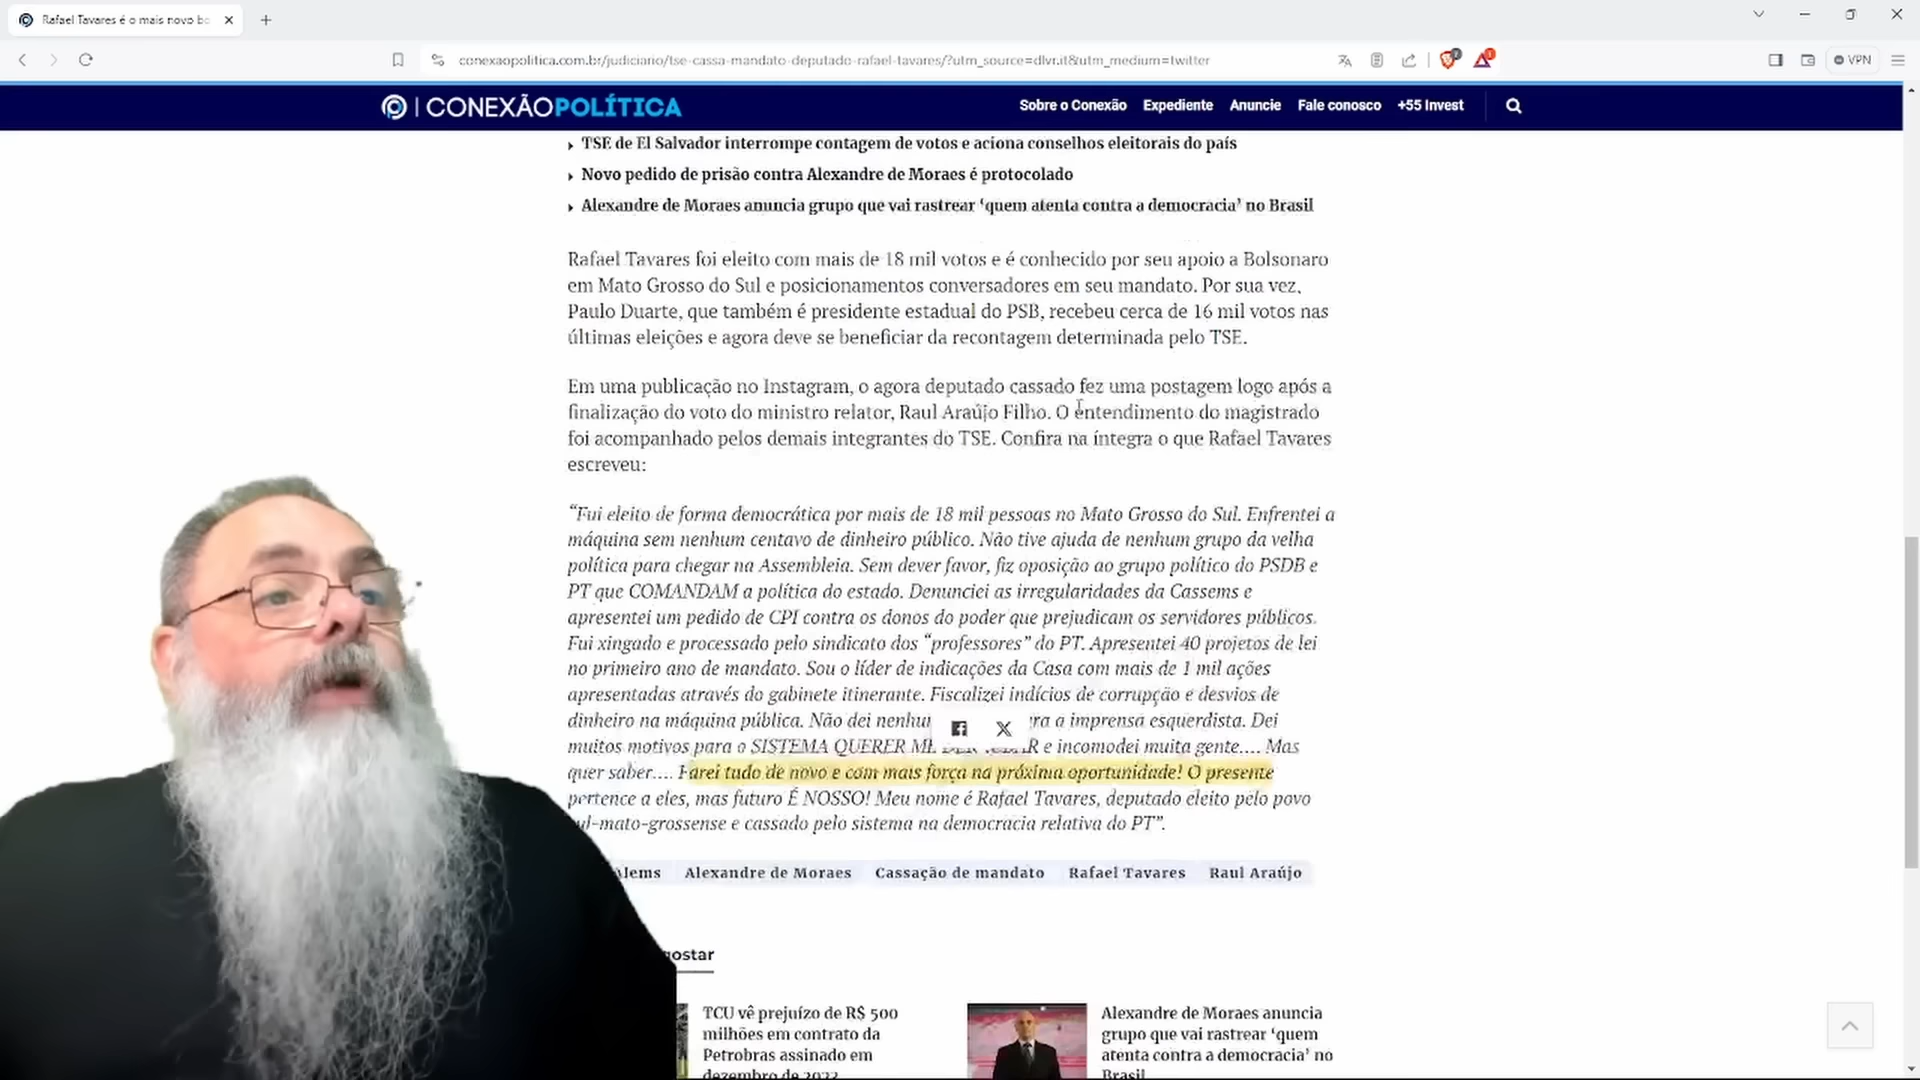 Rafael Tavares é o mais novo bo
conexaopolitica.com.br/judiciario/tse-cassa-mandato-deputado-rafael-tavares/?utm_source=dlvr.it&utm_medium=twitter
VPN
CONEXÃOPOLÍTICA
Sobre o Conexão Expediente Anuncie Fale conosco +55 Invest
TSE de El Salvador interrompe contagem de votos e aciona conselhos eleitorais do país
Novo pedido de prisão contra Alexandre de Moraes é protocolado
Alexandre de Moraes anuncia grupo que vai rastrear ‘quem atenta contra a democracia’ no Brasil
Rafael Tavares foi eleito com mais de 18 mil votos e é conhecido por seu apoio a Bolsonaro
em Mato Grosso do Sul e posicionamentos conversadores em seu mandato. Por sua vez,
Paulo Duarte, que também é presidente estadual do PSB, recebeu cerca de 16 mil votos nas
últimas eleições e agora deve se beneficiar da recontagem determinada pelo TSE.
Em uma publicação no Instagram, o agora deputado cassado fez uma postagem logo após a
finalização do voto do ministro relator, Raul Araújo Filho. O entendimento do magistrado
foi acompanhado pelos demais integrantes do TSE. Confira na íntegra o que Rafael Tavares
escreveu:
“Fui eleito de forma democrática por mais de 18 mil pessoas no Mato Grosso do Sul. Enfrentei a
máquina sem nenhum centavo de dinheiro público. Não tive ajuda de nenhum grupo da velha
política para chegar na Assembleia. Sem dever favor, fiz oposição ao grupo político do PSDB e
PT que COMANDAM a política do estado. Denunciei as irregularidades da Cassems e
apresentei um pedido de CPI contra os donos do poder que prejudicam os servidores públicos.
Fui xingado e processado pelo sindicato dos “professores” do PT. Apresentei 40 projetos de lei
no primeiro ano de mandato. Sou o líder de indicações da Casa com mais de 1 mil ações
apresentadas através do gabinete itinerante. Fiscalizei indícios de corrupção e desvios de
dinheiro na máquina pública. Não dei nenhu ra a imprensa esquerdista. Dei
muitos motivos para o SISTEMA QUERER ME e incomodei muita gente…. Mas
quer saber…. Farei tudo de novo e com mais força na próxima oportunidade! O presente
pertence a eles, mas futuro É NOSSO! Meu nome é Rafael Tavares, deputado eleito pelo povo
ul-mato-grossense e cassado pelo sistema na democracia relativa do PT”.
lems Alexandre de Moraes Cassação de mandato Rafael Tavares Raul Araújo
gostar
TCU vê prejuízo de R$ 500
milhões em contrato da
Petrobras assinado em
dezembro de 2023
Alexandre de Moraes anuncia
grupo que vai rastrear ‘quem
atenta contra a democracia’ no
Brasil